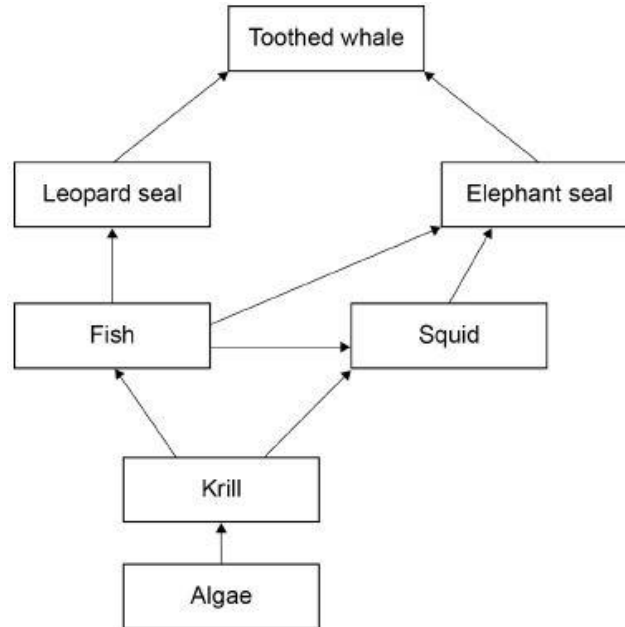 Toothed whale
Leopard seal
Elephant seal
Fish
Squid
Krill
Algae